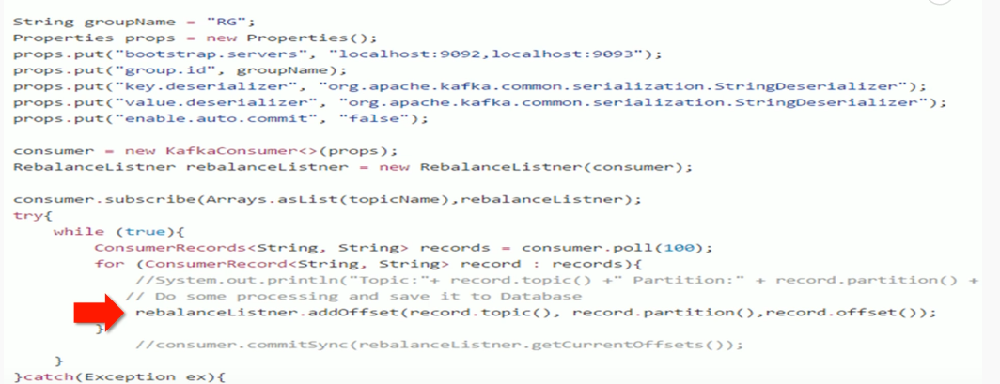 String groupName = "RG";
Properties props = new Properties();
props.put("bootstrap.servers", "localhost:9092,localhost:9093");
props.put("group.id", groupName);
props.put("key.deserializer", "org.apache.kafka.common.serialization.StringDeserializer");
props.put("value.deserializer", "org.apache.kafka.common.serialization.StringDeserializer");
props.put("enable.auto.commit", "false");
consumer = new KafkaConsumer<>(props);
RebalanceListner rebalanceListner = new RebalanceListner(consumer);
consumer.subscribe(Arrays.asList(topicName),rebalanceListner);
try{
while (true){
ConsumerRecords<String, String> records = consumer.poll(100);
for (ConsumerRecord<String, String> record : records){
//System.out.println("Topic:"+ record.topic() +" Partition:" + record.partition() +
// Do some processing and save it to Database
rebalanceListner.addOffset(record.topic(), record.partition(),record.offset());
}
//consumer.commitSync(rebalanceListner.getCurrentOffsets());
}
}catch(Exception ex){